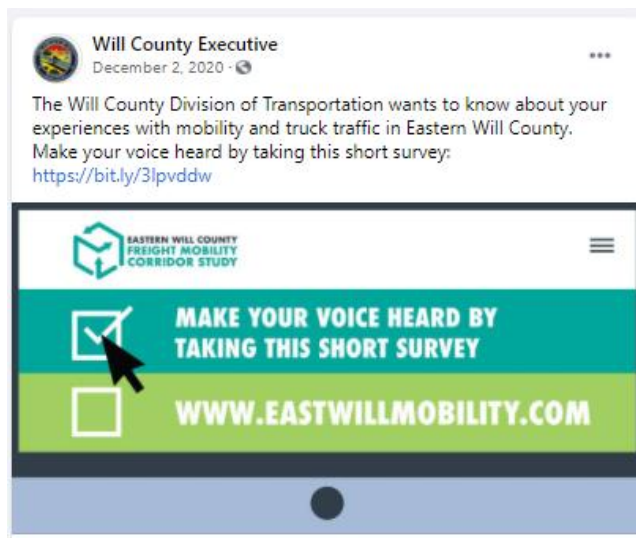 Will County Executive
December 2, 2020 ·
The Will County Division of Transportation wants to know about your
experiences with mobility and truck traffic in Eastern Will County.
Make your voice heard by taking this short survey:
https://bit.ly/3lpvddw
EASTERN WILL COUNTY
FREIGHT MOBILITY
CORRIDOR STUDY
MAKE YOUR VOICE HEARD BY
TAKING THIS SHORT SURVEY
WWW.EASTWILLMOBILITY.COM